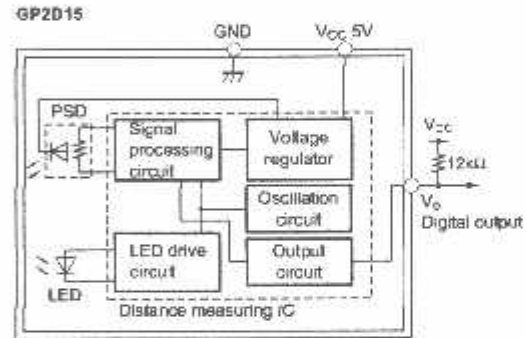 GP2D15
GND
VCC 5V
PSD
Signal
processing
circuit
Voltage
regulator
VCC
12kΩ
Oscillation
circuit
Vo
Digital output
LED drive
circuit
Output
circuit
LED
Distance measuring IC